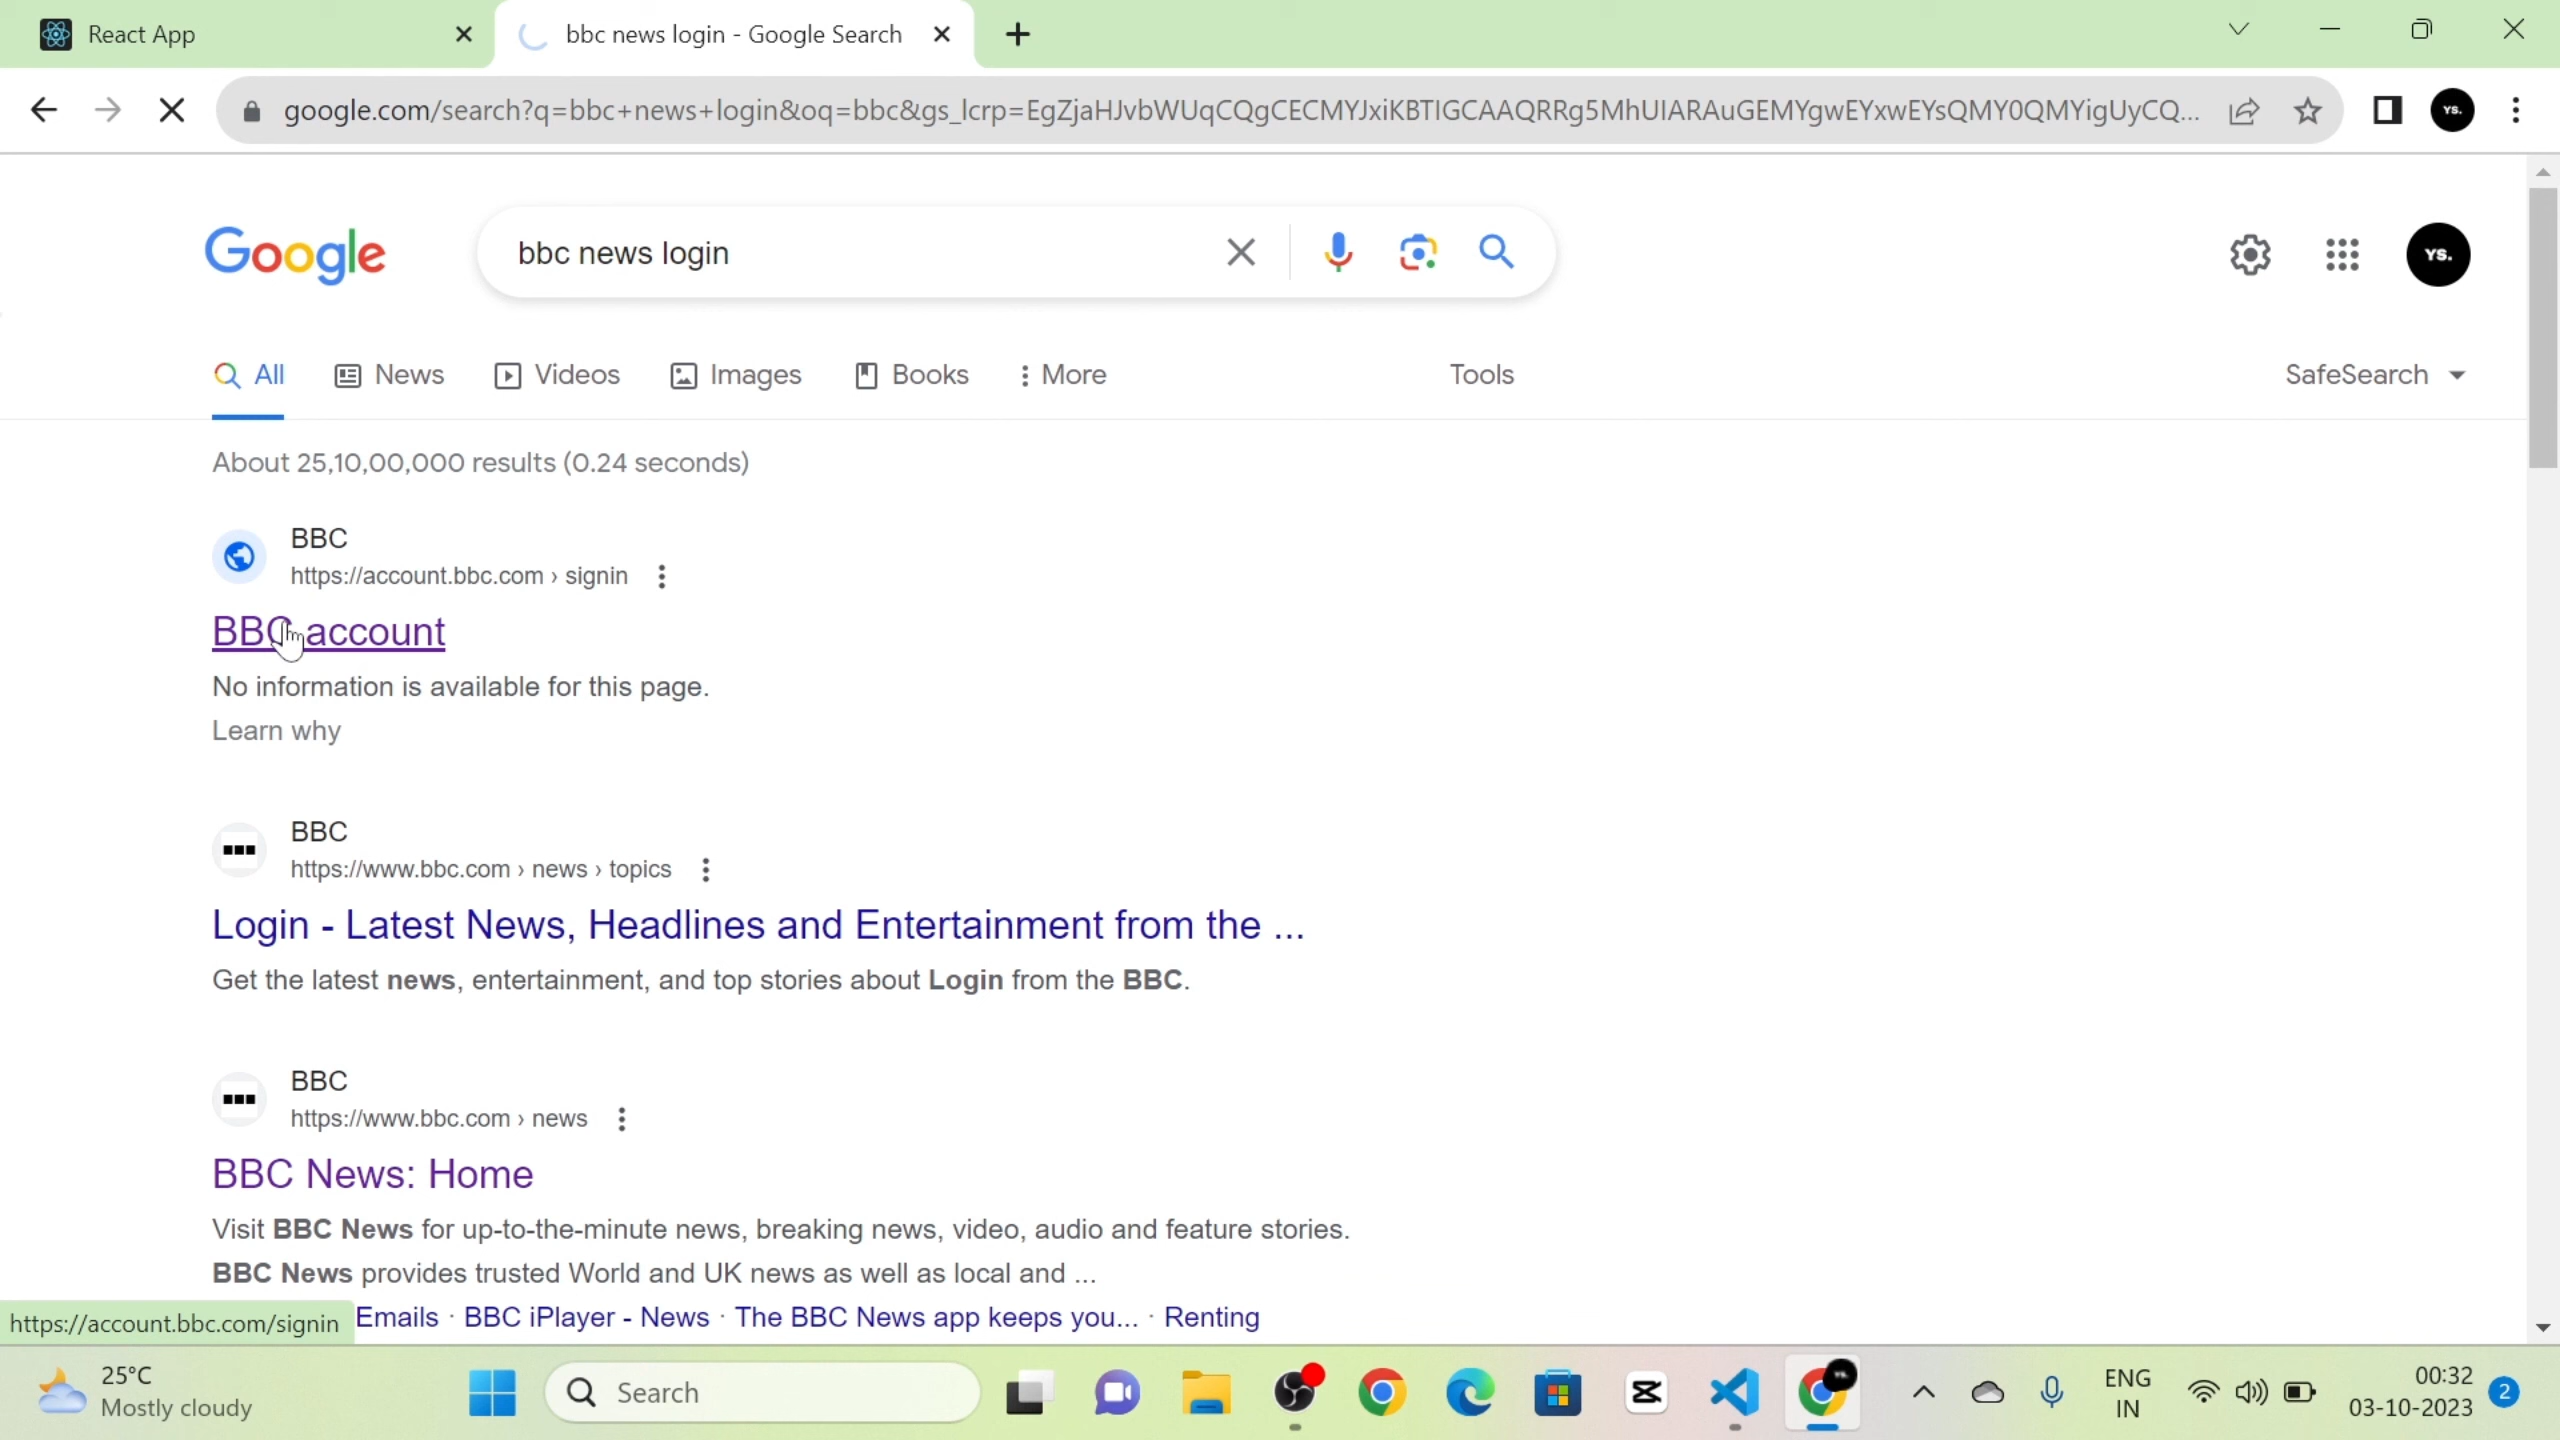 React App
bbc news login - Google Search
google.com/search?q=bbc+news+login&oq=bbc&gs_lcrp=EgZjaHJvbWUqCQgCECMYJxiKBTIGCAAQRRg5MhUIARAuGEMYgwEYxwEYsQMY0QMYigUyCQ...
YS.
Google
bbc news login
YS.
All
News
Videos
Images
Books
More
Tools
SafeSearch
About 25,10,00,000 results (0.24 seconds)
BBC
https://account.bbc.com › signin
BBC account
No information is available for this page.
Learn why
BBC
https://www.bbc.com › news › topics
Login - Latest News, Headlines and Entertainment from the ...
Get the latest news, entertainment, and top stories about Login from the BBC.
BBC
https://www.bbc.com › news
BBC News: Home
Visit BBC News for up-to-the-minute news, breaking news, video, audio and feature stories.
BBC News provides trusted World and UK news as well as local and ...
https://account.bbc.com/signin
Emails · BBC iPlayer - News · The BBC News app keeps you... · Renting
25°C
Mostly cloudy
Search
ENG
IN
00:32
03-10-2023
2